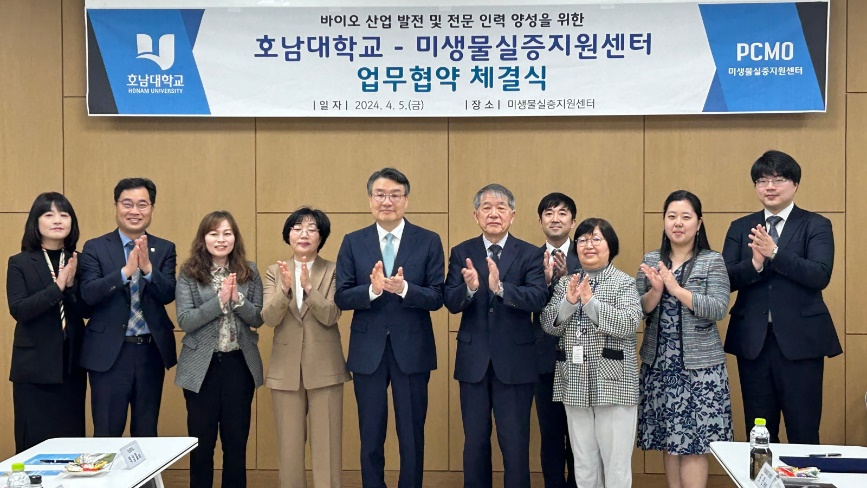 바이오 산업 발전 및 전문 인력 양성을 위한
호남대학교 - 미생물실증지원센터
업무협약 체결식
| 일 자 | 2024. 4. 5.(금) | 장 소 | 미생물실증지원센터
호남대학교
HONAM UNIVERSITY
PCMO
미생물실증지원센터